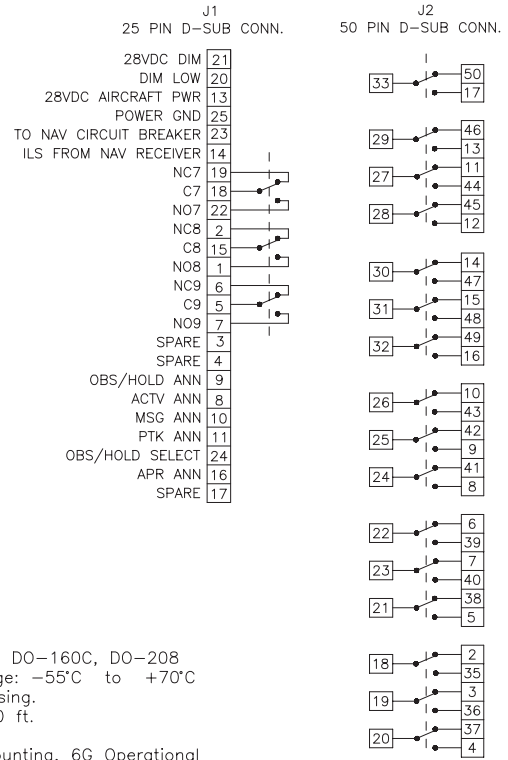 J1
25 PIN D-SUB CONN.
28VDC DIM 21
DIM LOW 20
28VDC AIRCRAFT PWR 13
POWER GND 25
TO NAV CIRCUIT BREAKER 23
ILS FROM NAV RECEIVER 14
NC7 19
C7 18
NO7 22
NC8 2
C8 15
NO8 1
NC9 6
C9 5
NO9 7
SPARE 3
SPARE 4
OBS/HOLD ANN 9
ACTV ANN 8
MSG ANN 10
PTK ANN 11
OBS/HOLD SELECT 24
APR ANN 16
SPARE 17
J2
50 PIN D-SUB CONN.
33 50
17
29 46
13
27 11
44
28 45
12
30 14
47
31 15
48
32 49
16
26 10
43
25 42
9
24 41
8
22 6
39
23 7
40
21 38
5
18 2
35
19 3
36
20 37
4
DO-160C, DO-208
ge: -55°C to +70°C
sing.
0 ft.
unting, 6G Operational